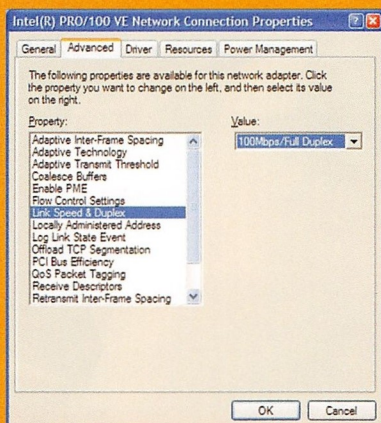 Intel(R) PRO/100 VE Network Connection Properties
General Advanced Driver Resources Power Management
The following properties are available for this network adapter. Click
the property you want to change on the left, and then select its value
on the right.
Property:
Value:
Adaptive Inter-Frame Spacing
Adaptive Technology
Adaptive Transmit Threshold
Coalesce Buffers
Enable PME
Flow Control Settings
Link Speed & Duplex
Locally Administered Address
Log Link State Event
Offload TCP Segmentation
PCI Bus Efficiency
QoS Packet Tagging
Receive Descriptors
Retransmit Inter-Frame Spacing
100Mbps/Full Duplex
OK Cancel